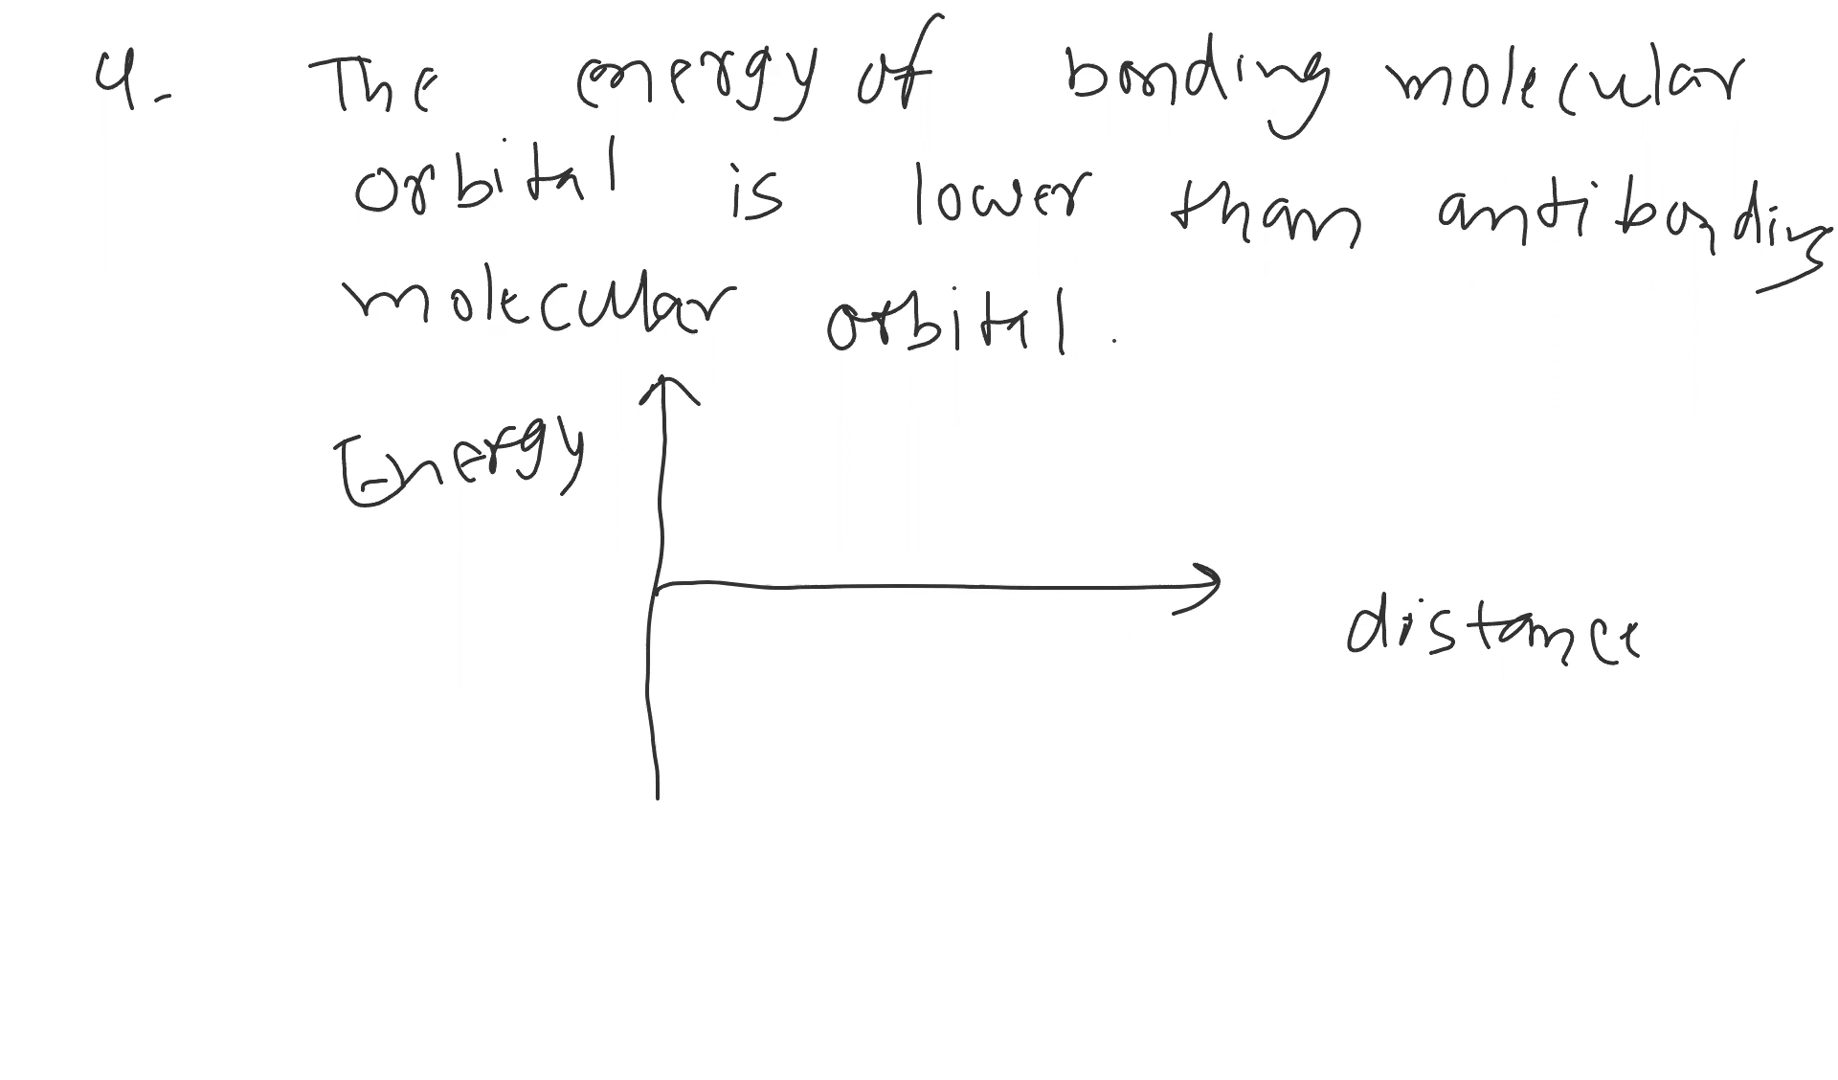 4. The energy of bonding molecular
orbital is lower than antibonding
molecular orbital.
Energy
distance